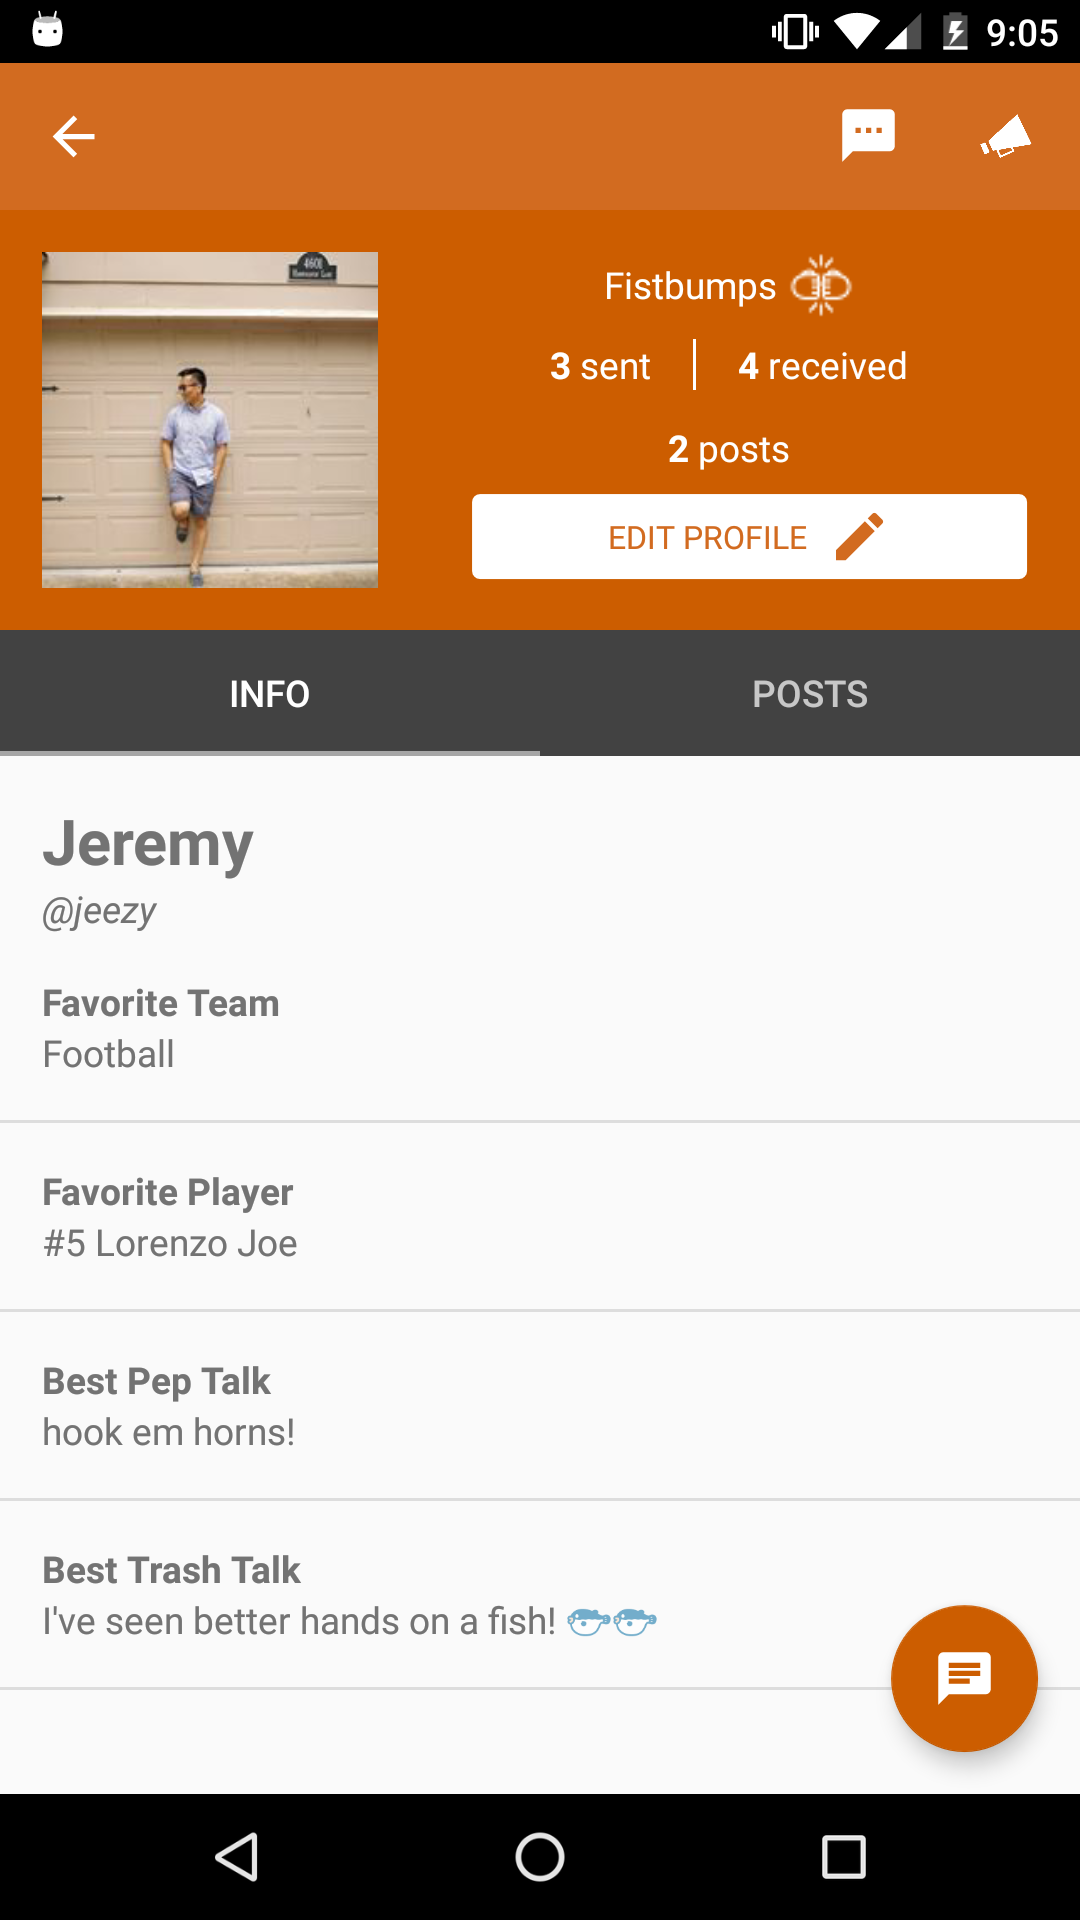 9:05
4601
Fistbumps
3 sent
4 received
2 posts
EDIT PROFILE
INFO
POSTS
Jeremy
@jeezy
Favorite Team
Football
Favorite Player
#5 Lorenzo Joe
Best Pep Talk
hook em horns!
Best Trash Talk
I've seen better hands on a fish!